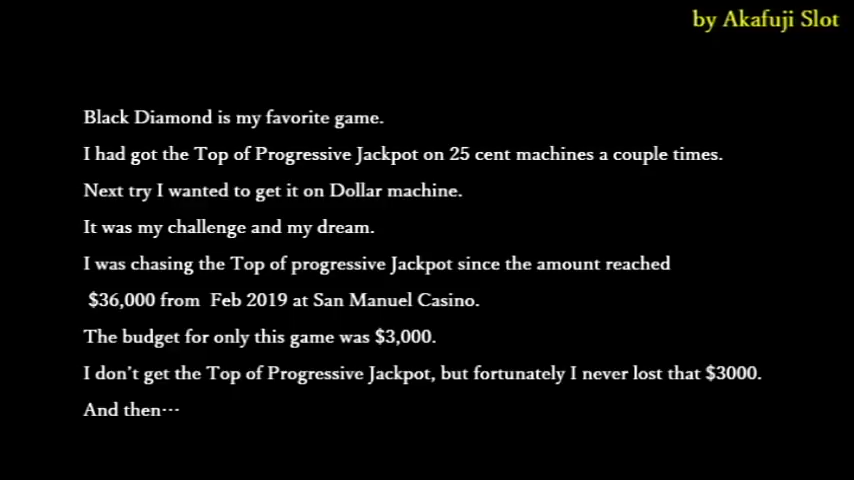 by Akafuji Slot
Black Diamond is my favorite game.
I had got the Top of Progressive Jackpot on 25 cent machines a couple times.
Next try I wanted to get it on Dollar machine.
It was my challenge and my dream.
I was chasing the Top of progressive Jackpot since the amount reached
$36,000 from Feb 2019 at San Manuel Casino.
The budget for only this game was $3,000.
I don't get the Top of Progressive Jackpot, but fortunately I never lost that $3000.
And then⋯